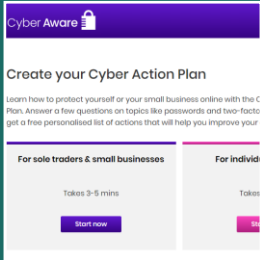 Cyber Aware
Create your Cyber Action Plan
Learn how to protect yourself or your small business online with the
Plan. Answer a few questions on topics like passwords and two-facto
get a free personalised list of actions that will help you improve your
For sole traders & small businesses
For individ
Takes 3-5 mins
Takes
Start now
Sta